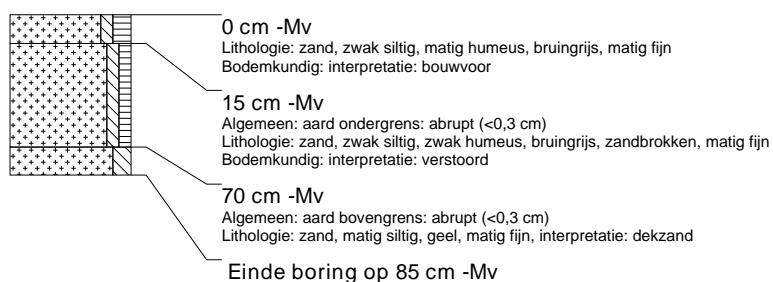 0 cm -Mv
Lithologie: zand, zwak siltig, matig humeus, bruingrijs, matig fijn
Bodemkundig: interpretatie: bouwvoor
15 cm -Mv
Algemeen: aard ondergrens: abrupt (<0,3 cm)
Lithologie: zand, zwak siltig, zwak humeus, bruingrijs, zandbrokken, matig fijn
Bodemkundig: interpretatie: verstoord
70 cm -Mv
Algemeen: aard bovengrens: abrupt (<0,3 cm)
Lithologie: zand, matig siltig, geel, matig fijn, interpretatie: dekzand
Einde boring op 85 cm -Mv